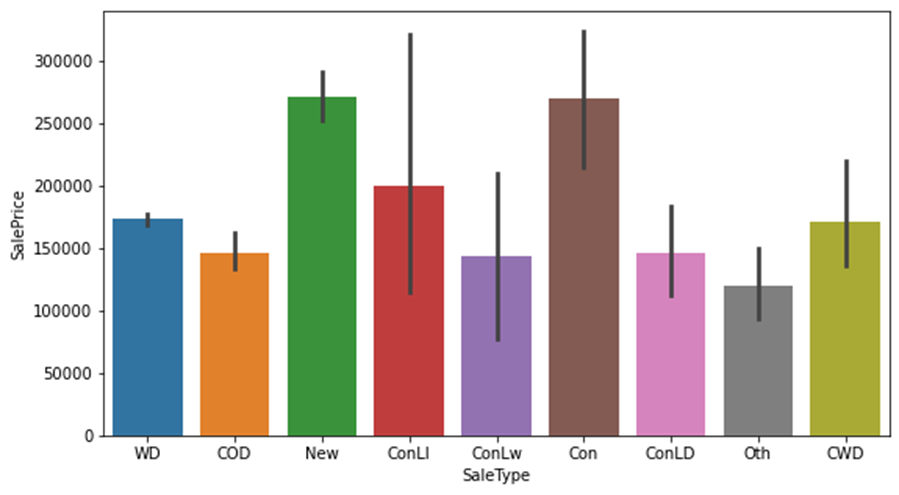 300000
250000
200000
150000
100000
50000
0
SalePrice
WD COD New ConLI ConLw Con ConLD Oth CWD
SaleType